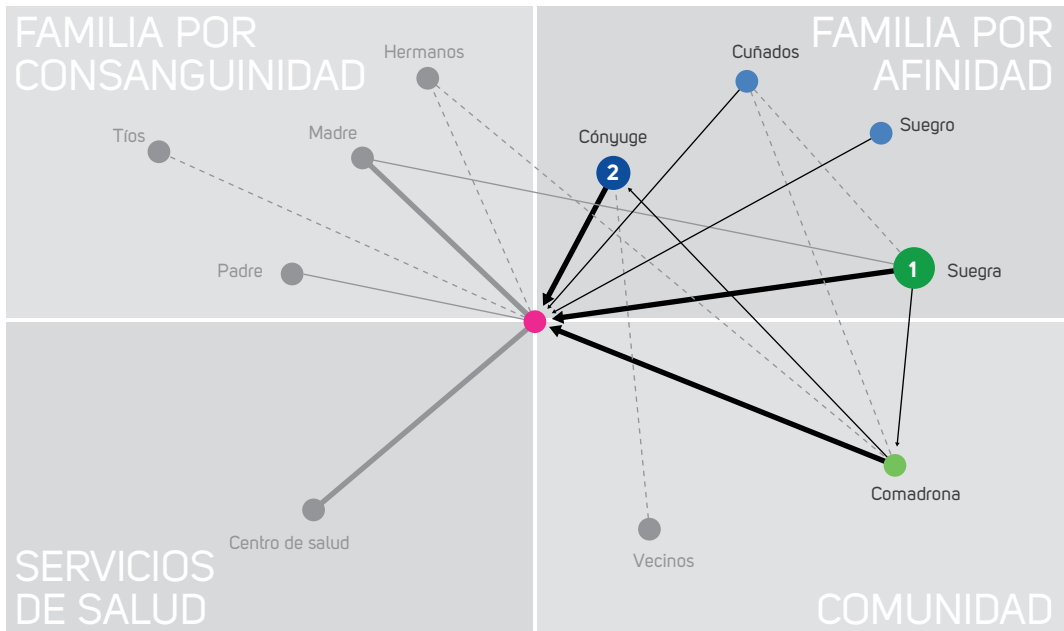 FAMILIA POR
CONSANGUINIDAD
FAMILIA POR
AFINIDAD
Hermanos
Cuñados
Tíos
Madre
Cónyuge
Suegro
2
Padre
1
Suegra
Comadrona
Centro de salud
Vecinos
SERVICIOS
DE SALUD
COMUNIDAD